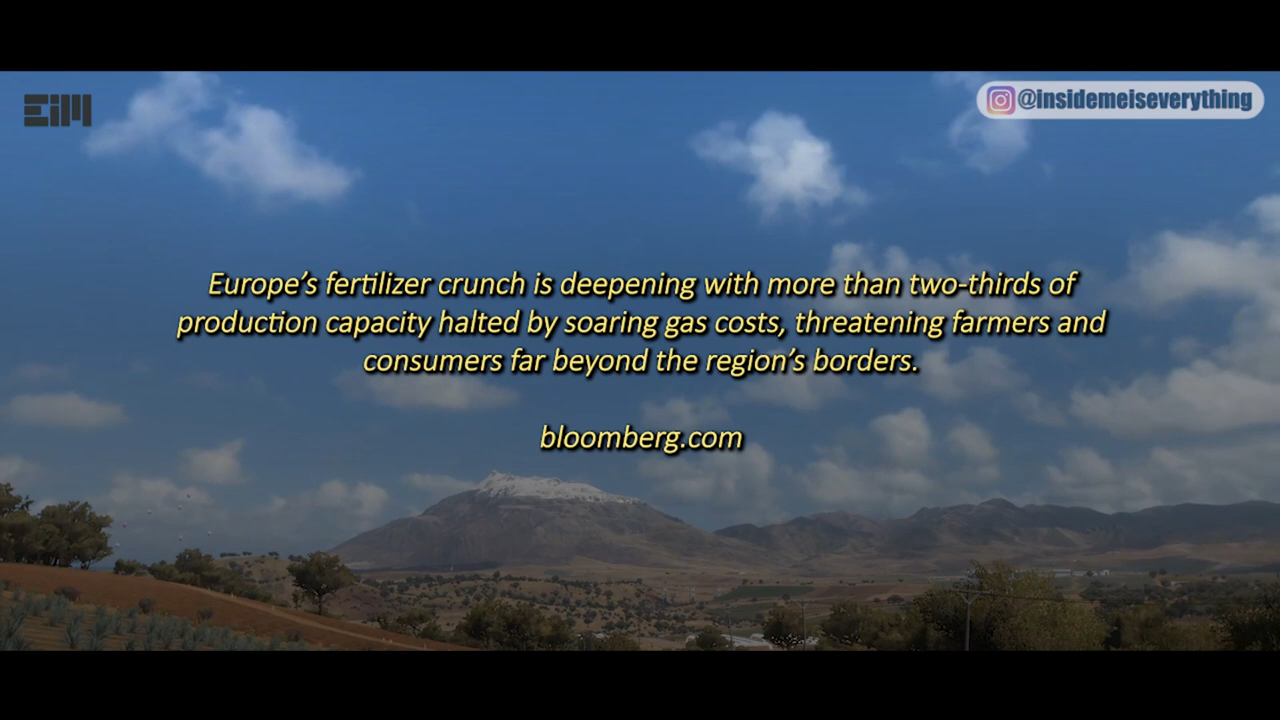 EiM
@insidemeiseverything
Europe's fertilizer crunch is deepening with more than two-thirds of
production capacity halted by soaring gas costs, threatening farmers and
consumers far beyond the region's borders.
bloomberg.com